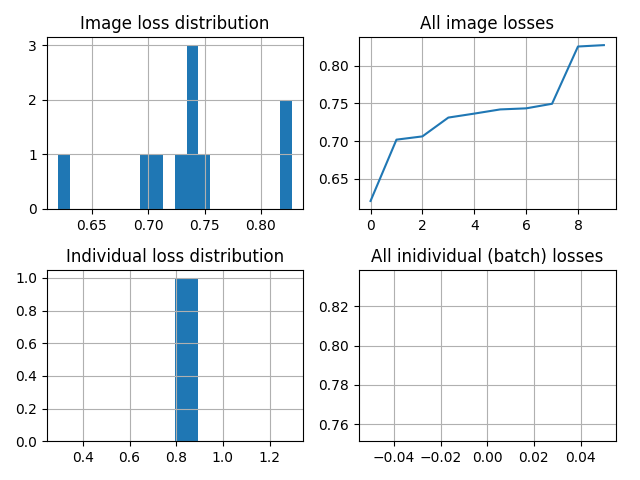 Image loss distribution
3
2
1
0
0.65 0.70 0.75 0.80
All image losses
0.80
0.75
0.70
0.65
0 2 4 6 8
Individual loss distribution
1.0
0.8
0.6
0.4
0.2
0.0
0.4 0.6 0.8 1.0 1.2
All inidividual (batch) losses
0.82
0.80
0.78
0.76
−0.04 −0.02 0.00 0.02 0.04